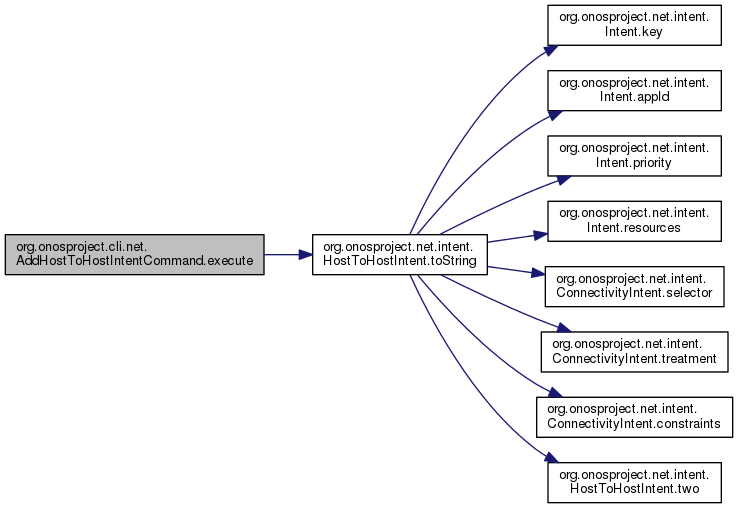 org.onosproject.cli.net.
AddHostToHostIntentCommand.execute
org.onosproject.net.intent.
HostToHostIntent.toString
org.onosproject.net.intent.
Intent.key
org.onosproject.net.intent.
Intent.appId
org.onosproject.net.intent.
Intent.priority
org.onosproject.net.intent.
Intent.resources
org.onosproject.net.intent.
ConnectivityIntent.selector
org.onosproject.net.intent.
ConnectivityIntent.treatment
org.onosproject.net.intent.
ConnectivityIntent.constraints
org.onosproject.net.intent.
HostToHostIntent.two